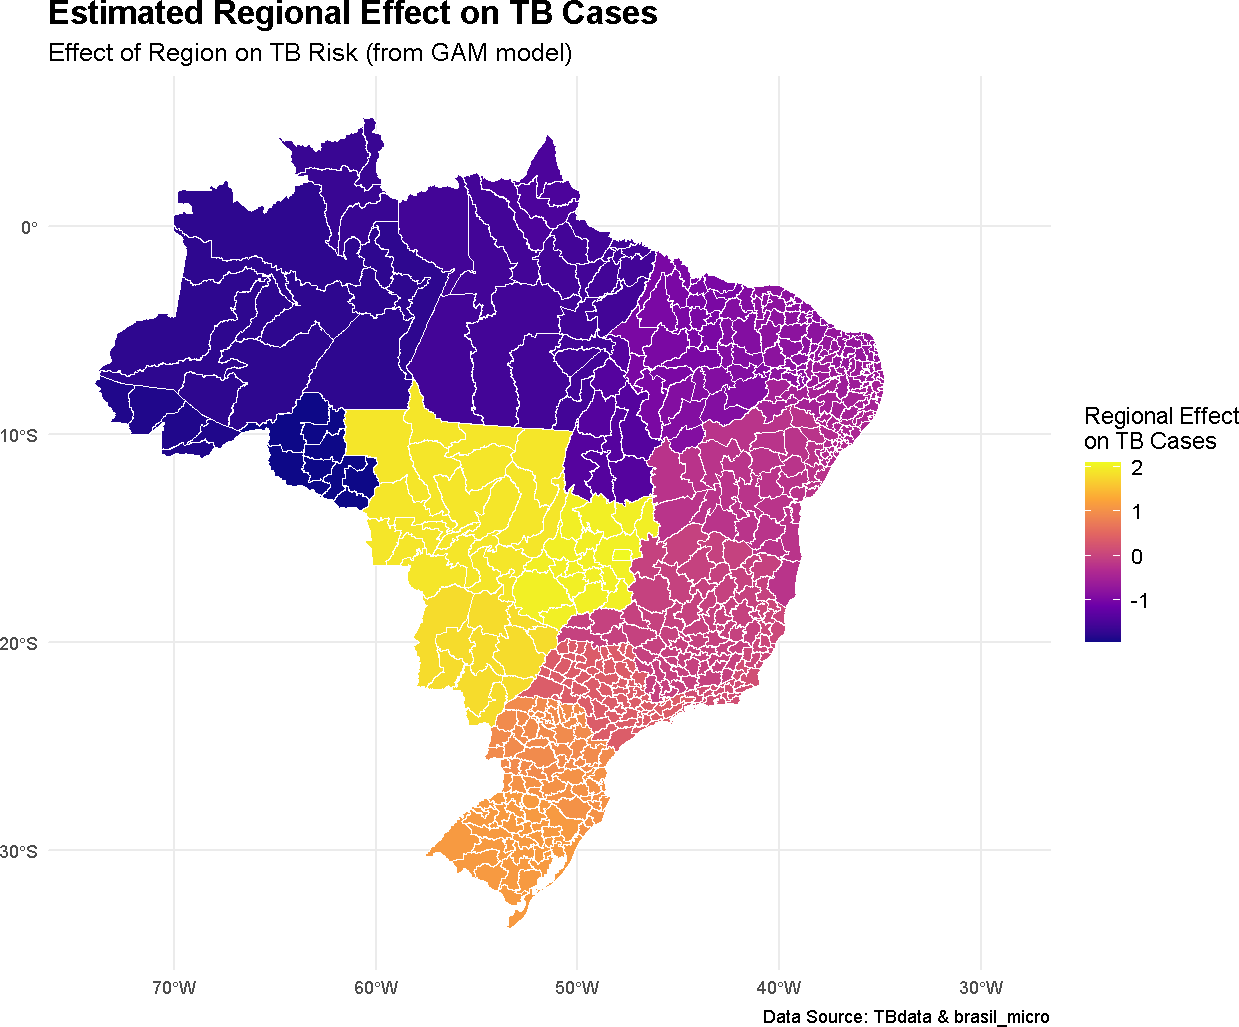 Estimated Regional Effect on TB Cases
Effect of Region on TB Risk (from GAM model)
0°
10°S
20°S
30°S
70°W
60°W
50°W
40°W
30°W
Regional Effect
on TB Cases
2
1
0
-1
Data Source: TBdata & brasil_micro